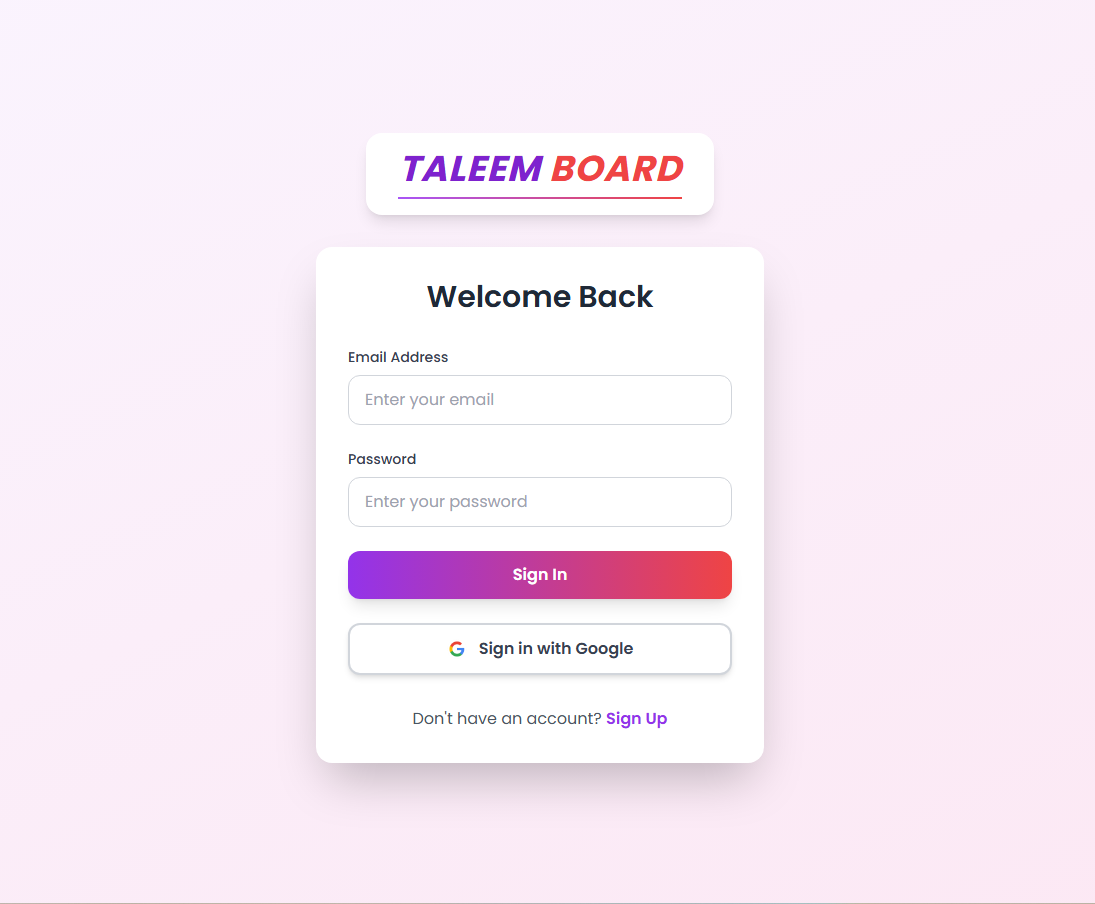 TALEEM BOARD
Welcome Back
Email Address
Enter your email
Password
Enter your password
Sign In
Sign in with Google
Don't have an account? Sign Up